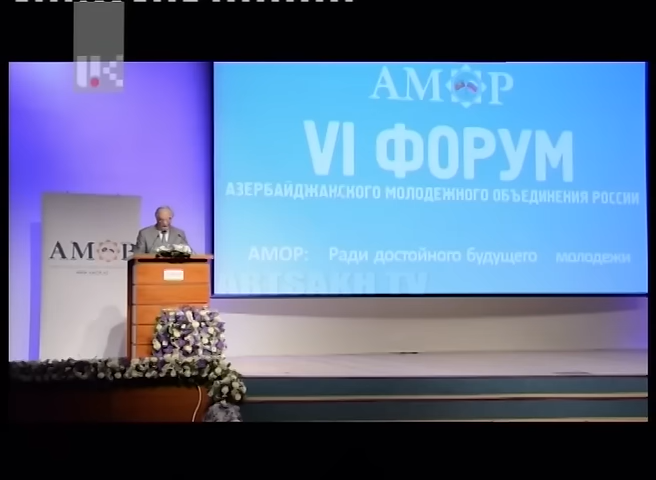 АМОР
VI ФОРУМ
АЗЕРБАЙДЖАНСКОГО МОЛОДЕЖНОГО ОБЪЕДИНЕНИЯ РОССИИ
АМОР: Ради достойного будущего молодежи
ARTSAKH TV
АМОР